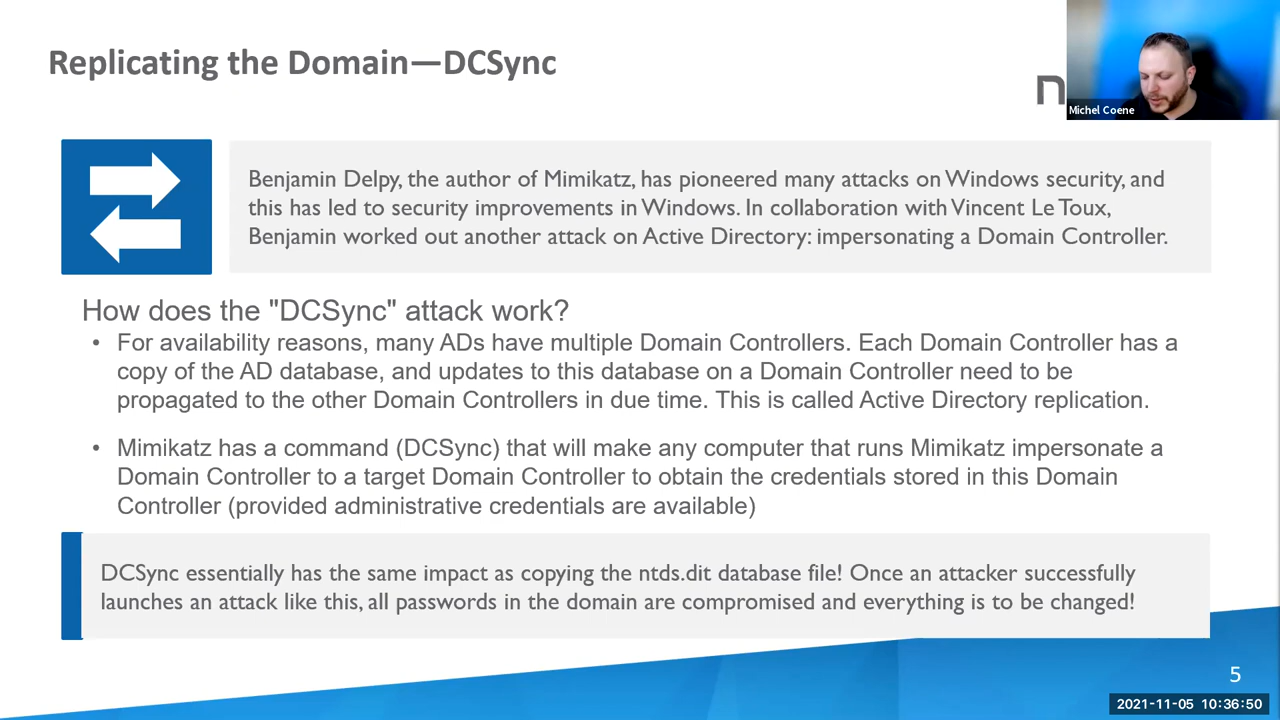 Replicating the Domain—DCSync
Michel Coene
Benjamin Delpy, the author of Mimikatz, has pioneered many attacks on Windows security, and
this has led to security improvements in Windows. In collaboration with Vincent Le Toux,
Benjamin worked out another attack on Active Directory: impersonating a Domain Controller.
How does the "DCSync" attack work?
• For availability reasons, many ADs have multiple Domain Controllers. Each Domain Controller has a
copy of the AD database, and updates to this database on a Domain Controller need to be
propagated to the other Domain Controllers in due time. This is called Active Directory replication.
• Mimikatz has a command (DCSync) that will make any computer that runs Mimikatz impersonate a
Domain Controller to a target Domain Controller to obtain the credentials stored in this Domain
Controller (provided administrative credentials are available)
DCSync essentially has the same impact as copying the ntds.dit database file! Once an attacker successfully
launches an attack like this, all passwords in the domain are compromised and everything is to be changed!
5
2021-11-05 10:36:50